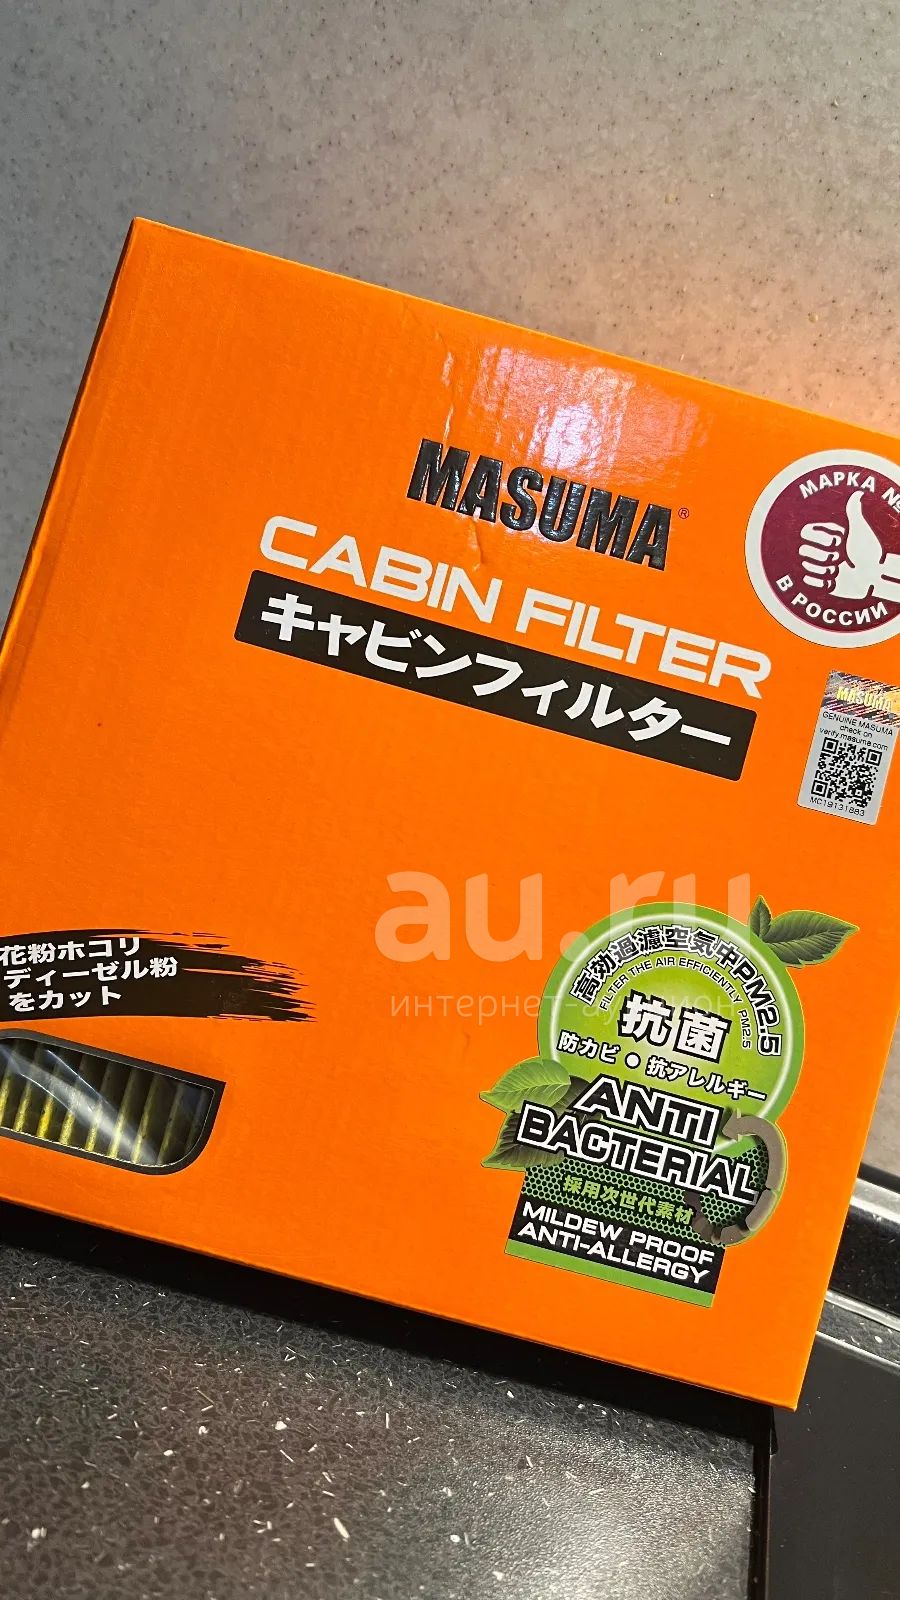 MASUMA®
CABIN FILTER
キャビンフィルター
МАРКА №
В РОССИИ
MASUMA
GENUINE MASUMA
check on
verify.masuma.com
MC19131883
au.ru
интернет-аукцион
花粉ホコリ
ディーゼル粉
をカット
高効過濾空気中PM2.5
FILTER THE AIR EFFICIENTLY PM2.5
抗菌
防カビ ● 抗アレルギー
ANTI
BACTERIAL
採用次世代素材
MILDEW PROOF
ANTI-ALLERGY